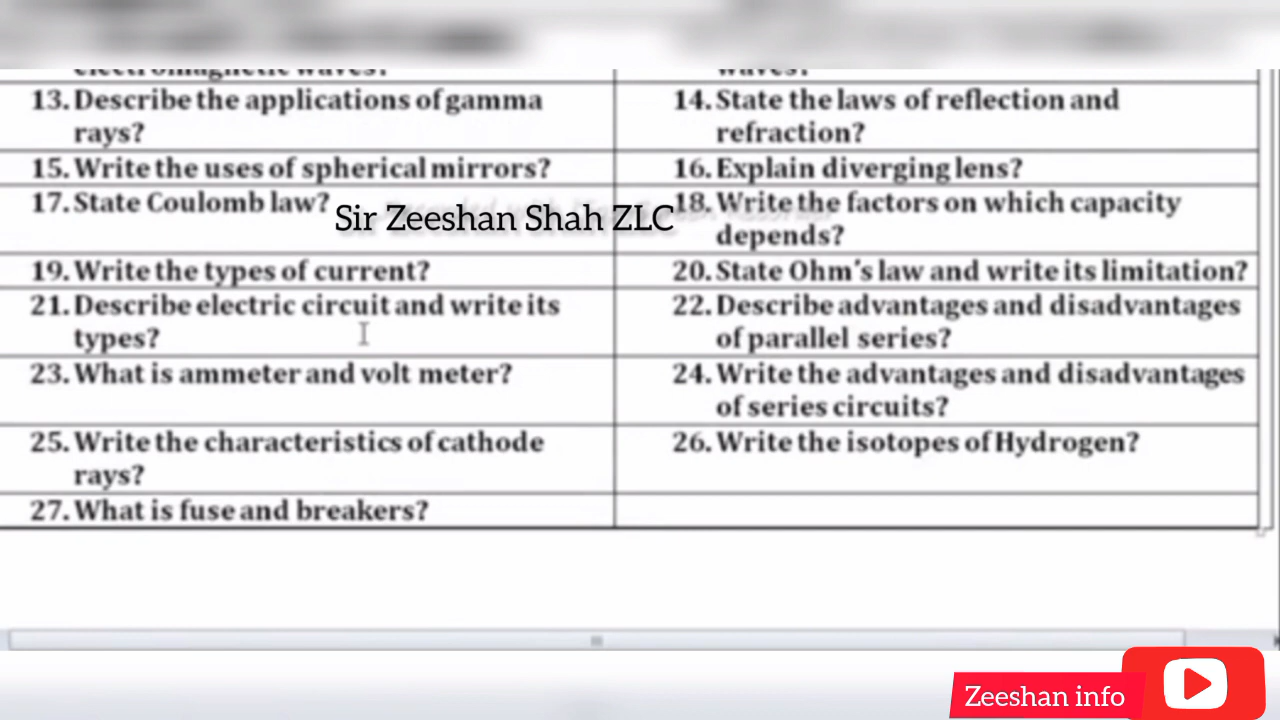 electromagnetic waves?
waves?
13. Describe the applications of gamma
rays?
14. State the laws of reflection and
refraction?
15. Write the uses of spherical mirrors?
16. Explain diverging lens?
17. State Coulomb law?
Sir Zeeshan Shah ZLC
18. Write the factors on which capacity
depends?
19. Write the types of current?
20. State Ohm's law and write its limitation?
21. Describe electric circuit and write its
types?
22. Describe advantages and disadvantages
of parallel series?
23. What is ammeter and volt meter?
24. Write the advantages and disadvantages
of series circuits?
25. Write the characteristics of cathode
rays?
26. Write the isotopes of Hydrogen?
27. What is fuse and breakers?
Zeeshan info